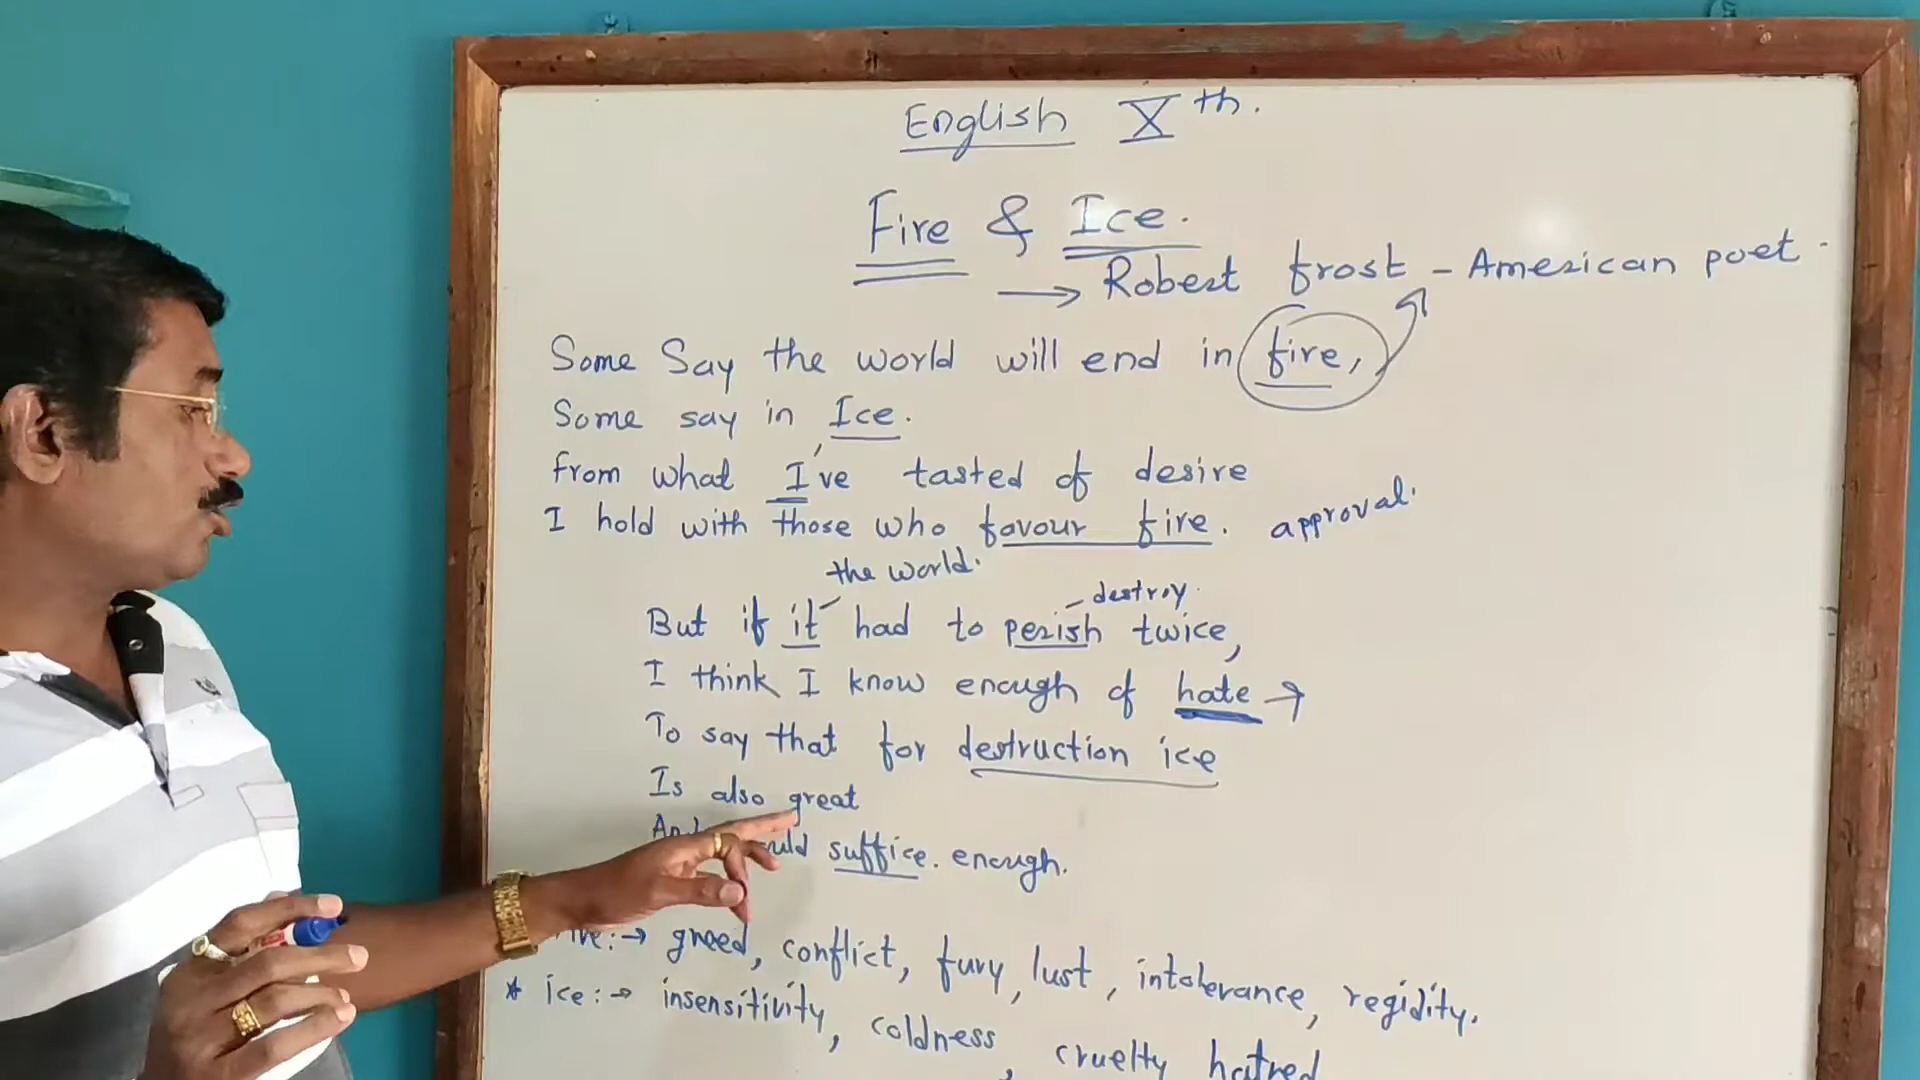 English Xth.
Fire & Ice.
→ Robert frost - American poet.
Some Say the world will end in fire,
Some say in Ice.
From what I've tasted of desire
I hold with those who favour fire. approval.
the world.
destroy.
But if it had to perish twice,
I think I know enough of hate →
To say that for destruction ice
Is also great
suffice. enough.
greed, conflict, fury, lust, intolerance, regidity.
* ice:→ insensitivity, coldness, cruelty hatred